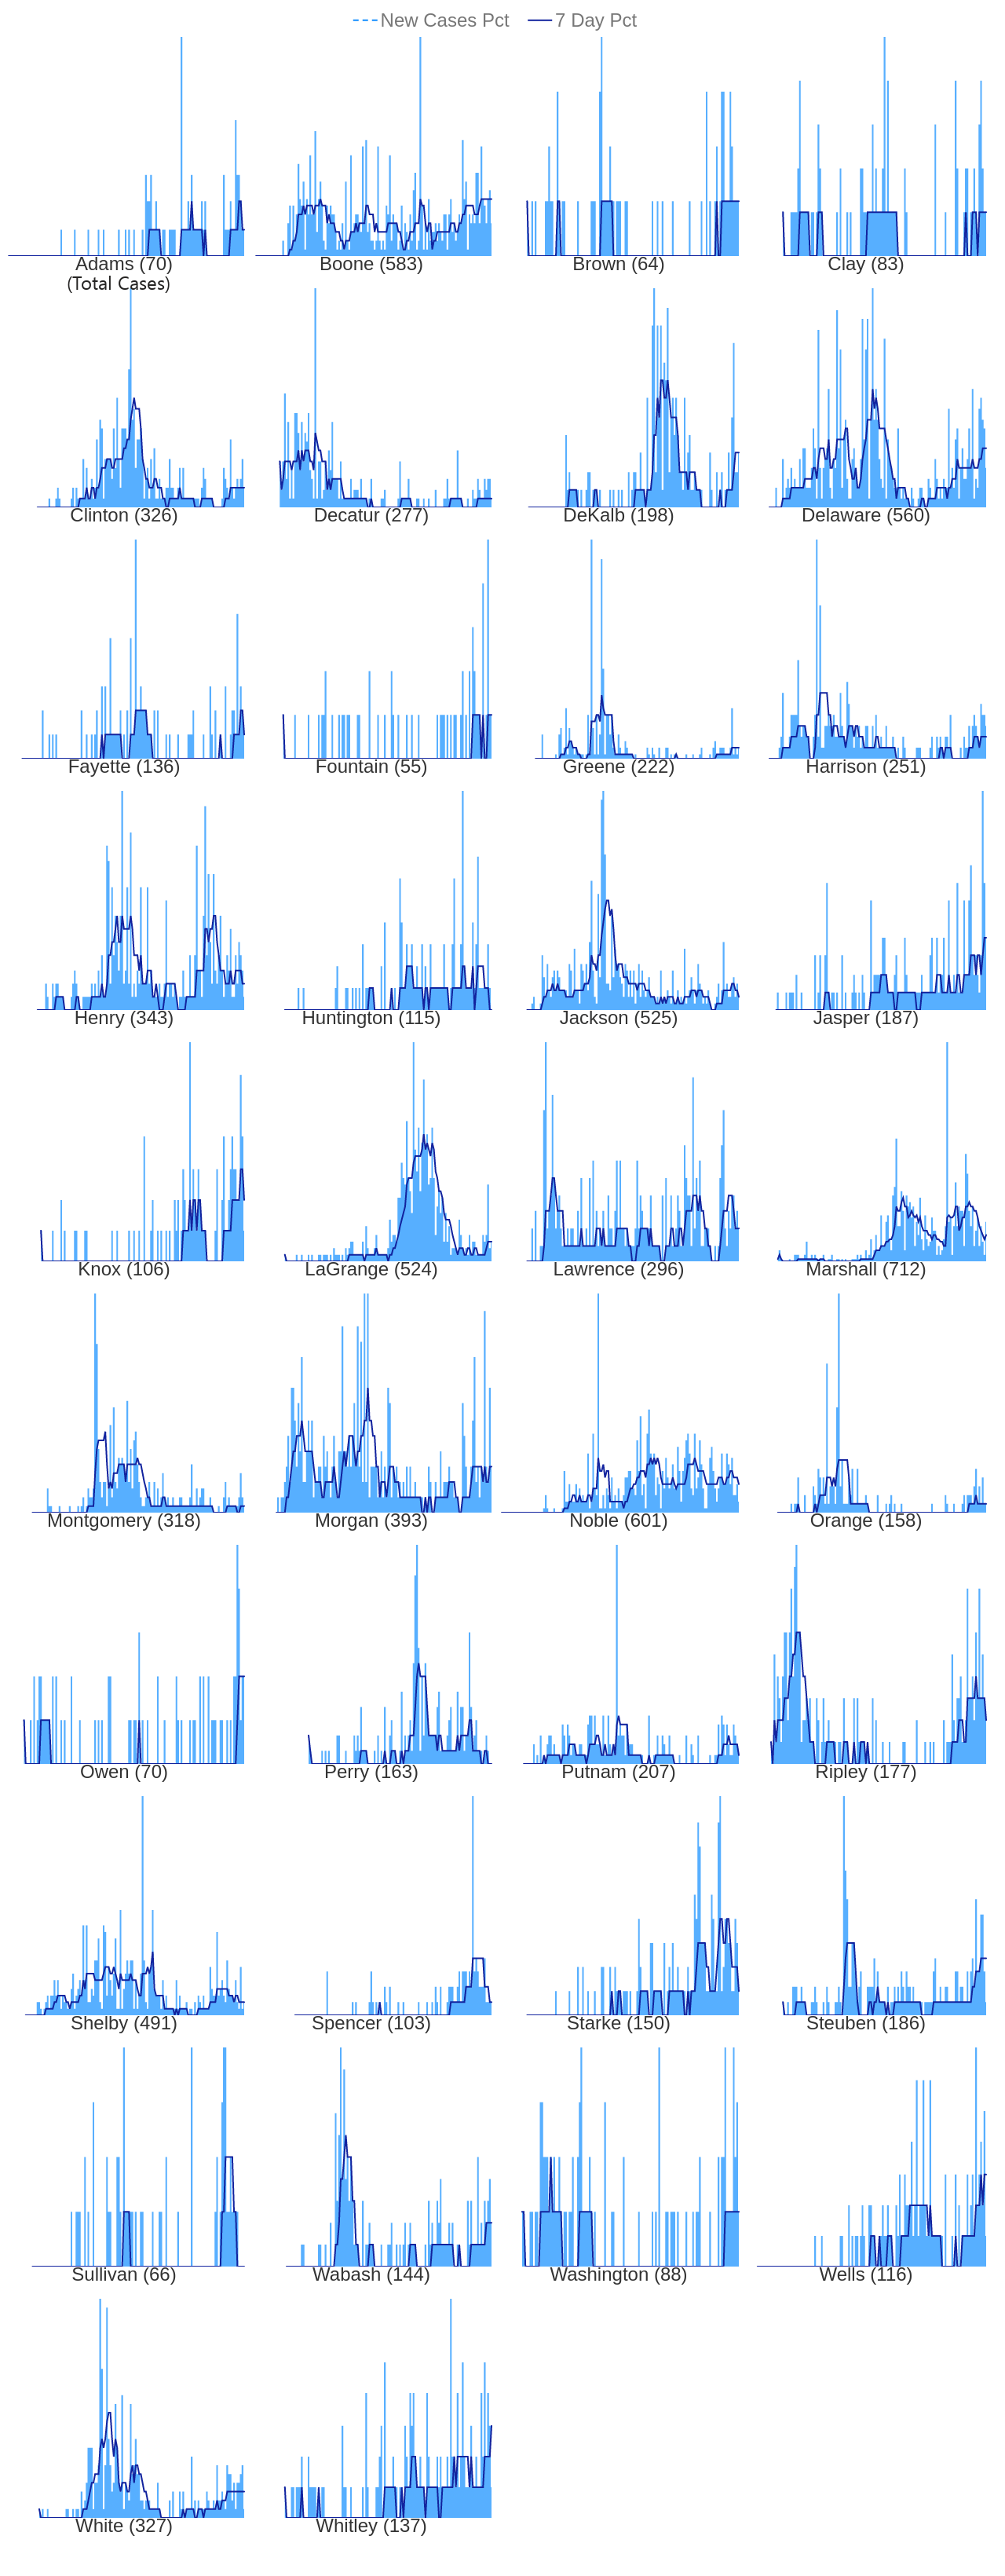 New Cases Pct 7 Day Pct
Adams (70) Boone (583) Brown (64) Clay (83)
(Total Cases)
Clinton (326) Decatur (277) DeKalb (198) Delaware (560)
Fayette (136) Fountain (55) Greene (222) Harrison (251)
Henry (343) Huntington (115) Jackson (525) Jasper (187)
Knox (106) LaGrange (524) Lawrence (296) Marshall (712)
Montgomery (318) Morgan (393) Noble (601) Orange (158)
Owen (70) Perry (163) Putnam (207) Ripley (177)
Shelby (491) Spencer (103) Starke (150) Steuben (186)
Sullivan (66) Wabash (144) Washington (88) Wells (116)
White (327) Whitley (137)